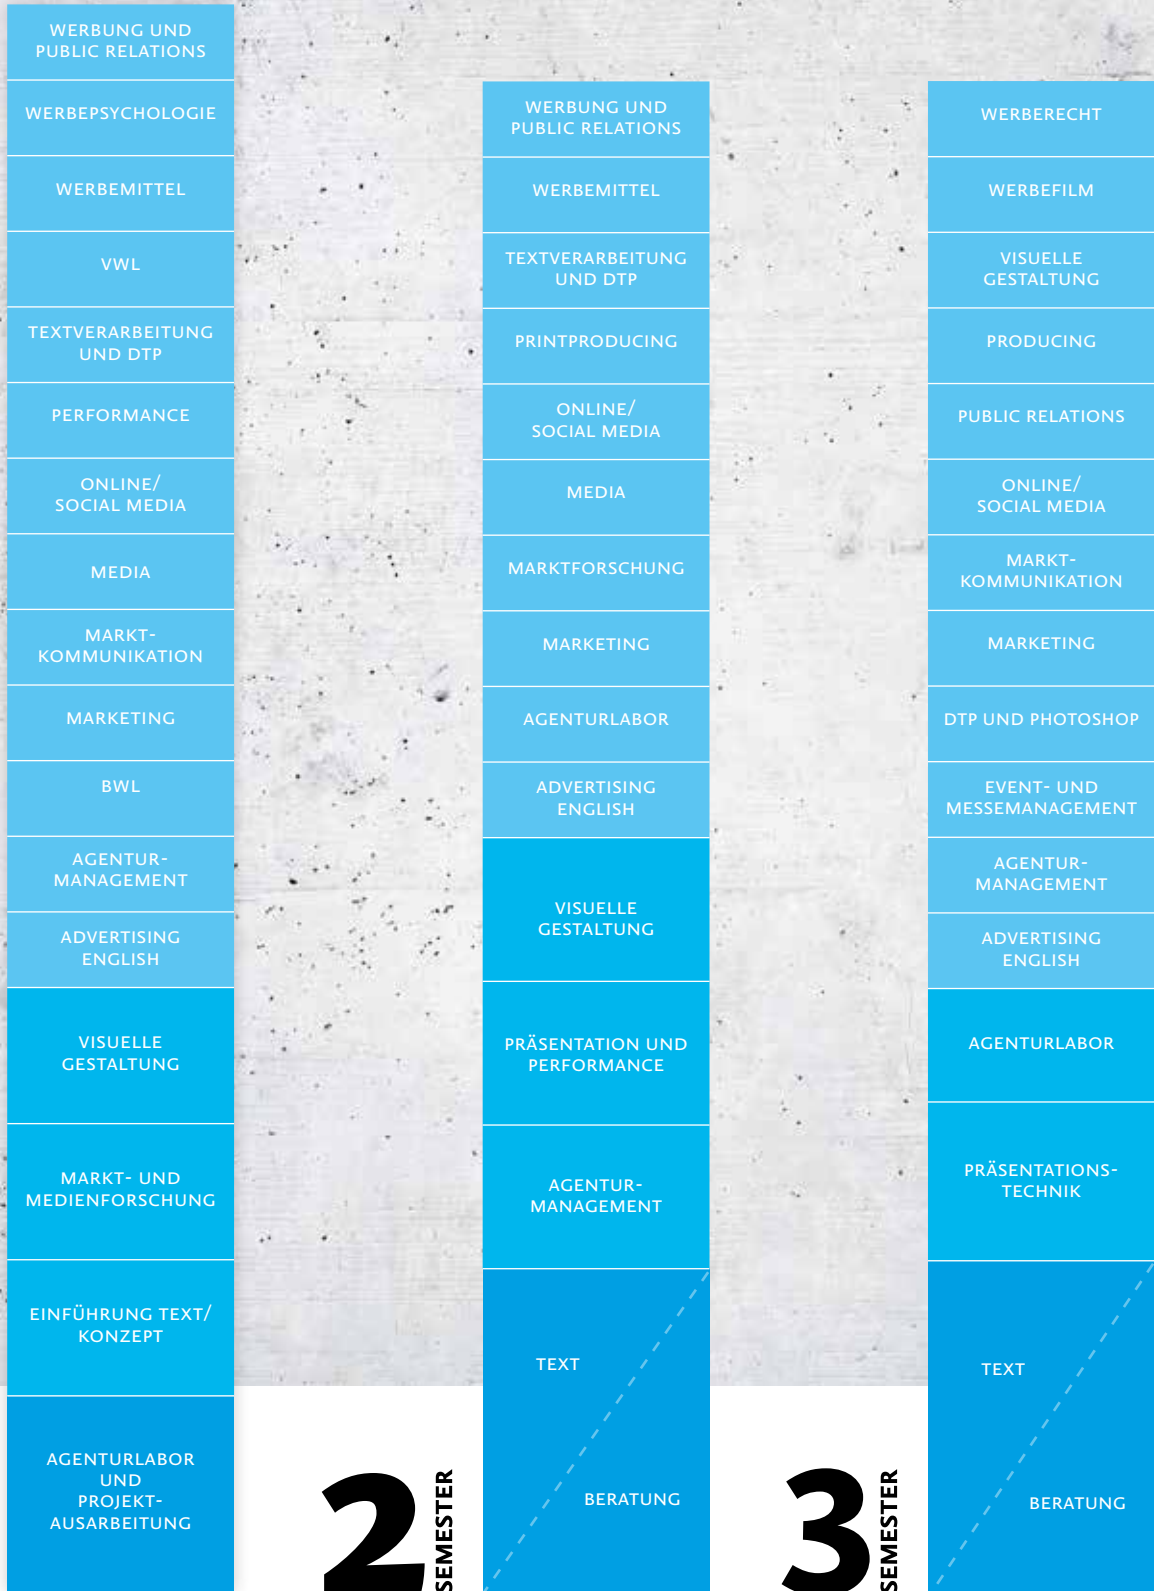 WERBUNG UND
PUBLIC RELATIONS
WERBEPSYCHOLOGIE
WERBEMITTEL
VWL
TEXTVERARBEITUNG
UND DTP
PERFORMANCE
ONLINE/
SOCIAL MEDIA
MEDIA
MARKT-
KOMMUNIKATION
MARKETING
BWL
AGENTUR-
MANAGEMENT
ADVERTISING
ENGLISH
VISUELLE
GESTALTUNG
MARKT- UND
MEDIENFORSCHUNG
EINFÜHRUNG TEXT/
KONZEPT
AGENTURLABOR
UND
PROJEKT-
AUSARBEITUNG
2
SEMESTER
WERBUNG UND
PUBLIC RELATIONS
WERBEMITTEL
TEXTVERARBEITUNG
UND DTP
PRINTPRODUCING
ONLINE/
SOCIAL MEDIA
MEDIA
MARKTFORSCHUNG
MARKETING
AGENTURLABOR
ADVERTISING
ENGLISH
VISUELLE
GESTALTUNG
PRÄSENTATION UND
PERFORMANCE
AGENTUR-
MANAGEMENT
TEXT
BERATUNG
3
SEMESTER
WERBERECHT
WERBEFILM
VISUELLE
GESTALTUNG
PRODUCING
PUBLIC RELATIONS
ONLINE/
SOCIAL MEDIA
MARKT-
KOMMUNIKATION
MARKETING
DTP UND PHOTOSHOP
EVENT- UND
MESSEMANAGEMENT
AGENTUR-
MANAGEMENT
ADVERTISING
ENGLISH
AGENTURLABOR
PRÄSENTATIONS-
TECHNIK
TEXT
BERATUNG